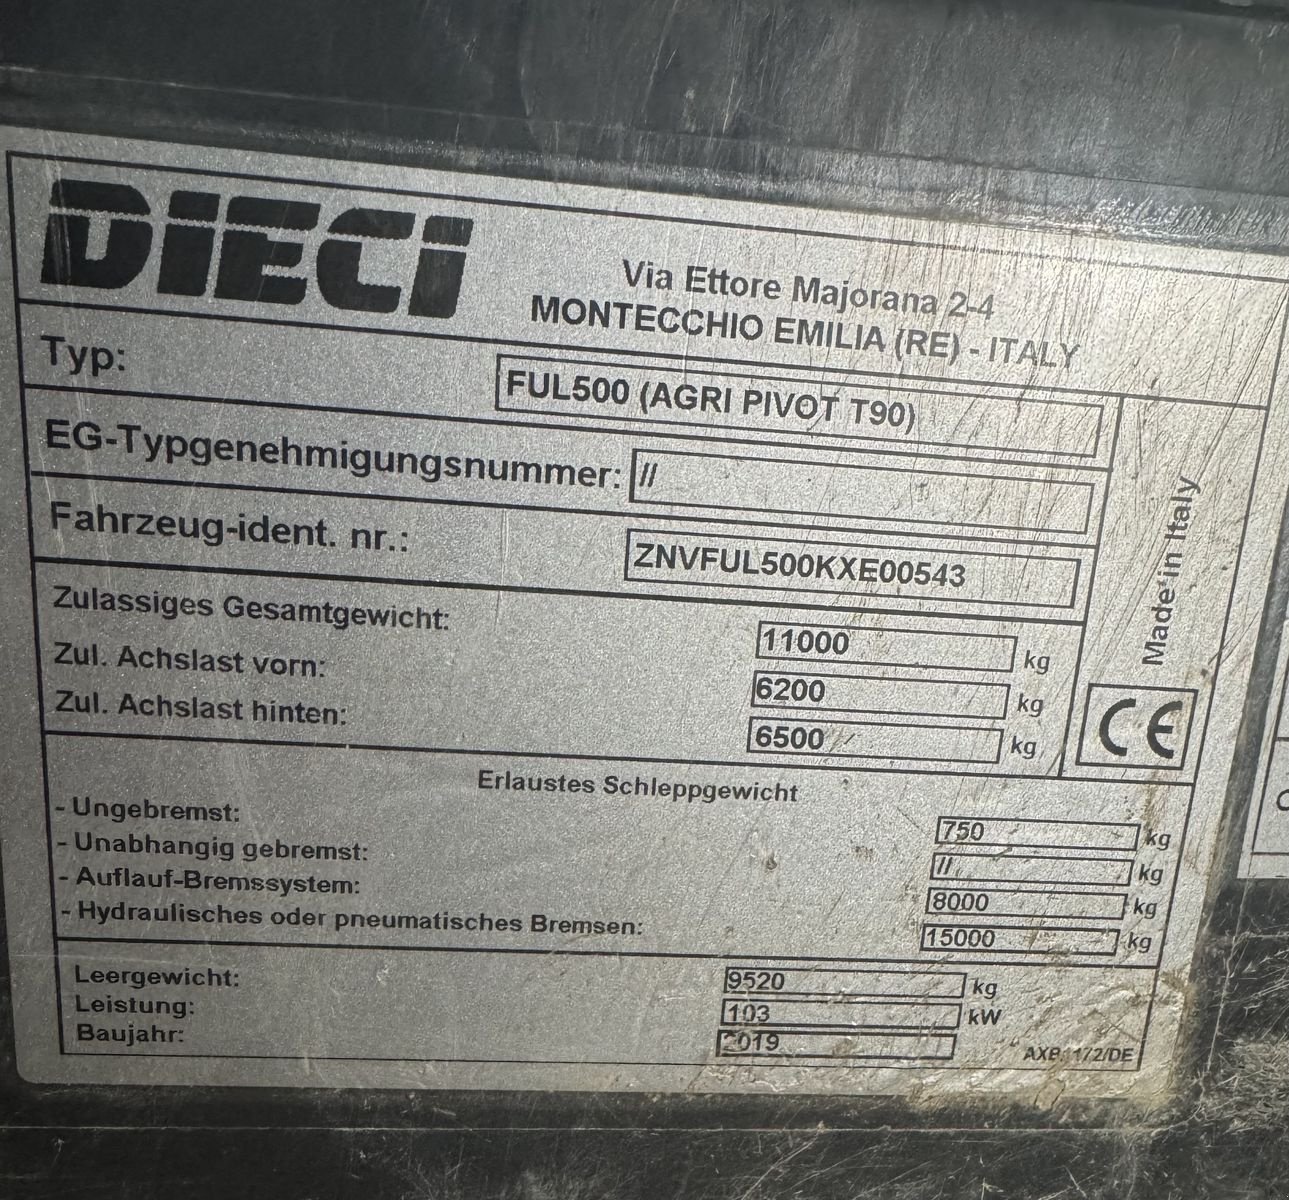 DIECI
Via Ettore Majorana 2-4
MONTECCHIO EMILIA (RE) - ITALY
Typ: FUL500 (AGRI PIVOT T90)
EG-Typgenehmigungsnummer: //
Fahrzeug-ident. nr.: ZNVFUL500KXE00543
Made in Italy
Zulassiges Gesamtgewicht: 11000 kg
Zul. Achslast vorn: 6200 kg
Zul. Achslast hinten: 6500 kg
CE
Erlaustes Schleppgewicht
- Ungebremst: 750 kg
- Unabhangig gebremst: // kg
- Auflauf-Bremssystem: 8000 kg
- Hydraulisches oder pneumatisches Bremsen: 15000 kg
Leergewicht: 9520 kg
Leistung: 103 kW
Baujahr: 2019